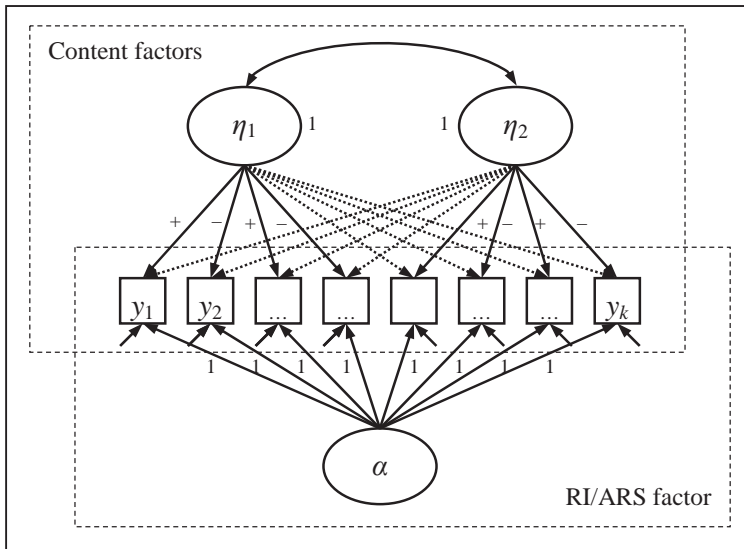 Content factors
η1 1 1 η2
+ − + − + − + −
y1 y2 ... ... ... ... yk
1 1 1 1 1 1 1 1
α
RI/ARS factor